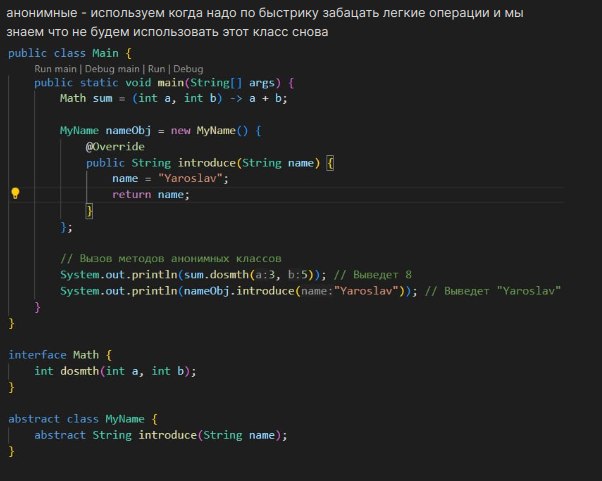 анонимные - используем когда надо по быстрику забацать легкие операции и мы
знаем что не будем использовать этот класс снова
public class Main {
Run main | Debug main | Run | Debug
public static void main(String[] args) {
Math sum = (int a, int b) -> a + b;
MyName nameObj = new MyName() {
@Override
public String introduce(String name) {
name = "Yaroslav";
return name;
}
};
// Вызов методов анонимных классов
System.out.println(sum.dosmth(a:3, b:5)); // Выведет 8
System.out.println(nameObj.introduce(name:"Yaroslav")); // Выведет "Yaroslav"
}
}
interface Math {
int dosmth(int a, int b);
}
abstract class MyName {
abstract String introduce(String name);
}